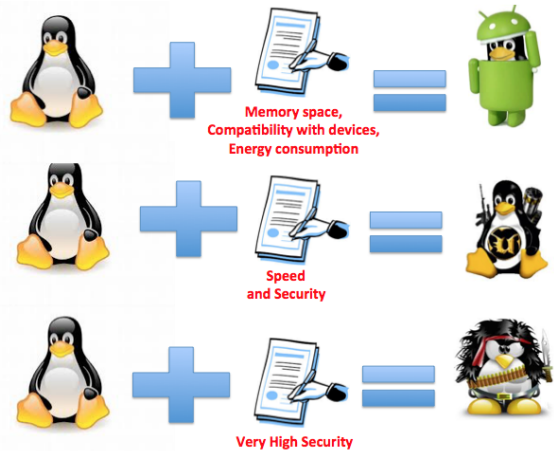 Memory space,
Compatibility with devices,
Energy consumption
Speed
and Security
Very High Security